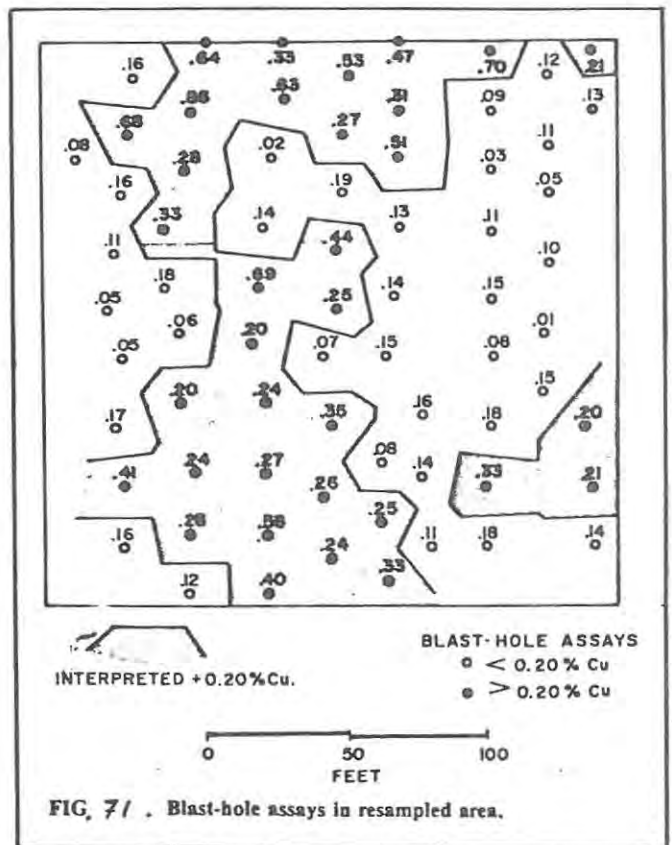 .64 .33 .53 .47 .70 .12 .21
.16
.63
.86 .31 .09 .13
.68 .27 .11
.08 .02 .51 .03
.28
.16 .19 .05
.33 .14 .13 .11
.11 .44 .10
.18 .69 .14 .15
.05 .25
.06 .20 .01
.05 .07 .15 .08
.20 .24 .16 .15
.17 .35 .18 .20
.41 .24 .27 .08 .14 .33 .21
.26
.16 .25 .11 .18 .14
.24
.12 .40 .33
BLAST-HOLE ASSAYS
< 0.20 % Cu
INTERPRETED +0.20%Cu.
> 0.20 % Cu
0 50 100
FEET
FIG. 71 . Blast-hole assays in resampled area.